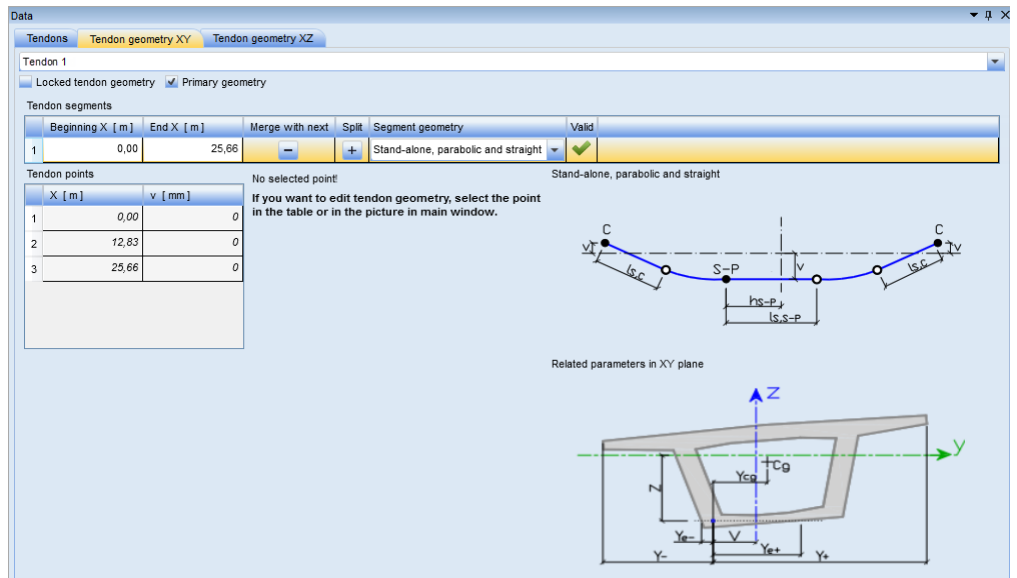 Data
Tendons Tendon geometry XY Tendon geometry XZ
Tendon 1
Locked tendon geometry Primary geometry
Tendon segments
Beginning X [ m ] End X [ m ] Merge with next Split Segment geometry Valid
1 0,00 25,66 Stand-alone, parabolic and straight
Tendon points
X [ m ] v [ mm ]
1 0,00 0
2 12,83 0
3 25,66 0
No selected point!
If you want to edit tendon geometry, select the point
in the table or in the picture in main window.
Stand-alone, parabolic and straight
C C
v v
ls,c S-P v ls,c
hs-p
ls,s-p
Related parameters in XY plane
Z
y
Cg
Ycg
Z
Ye- V Ye+
Y- Y+